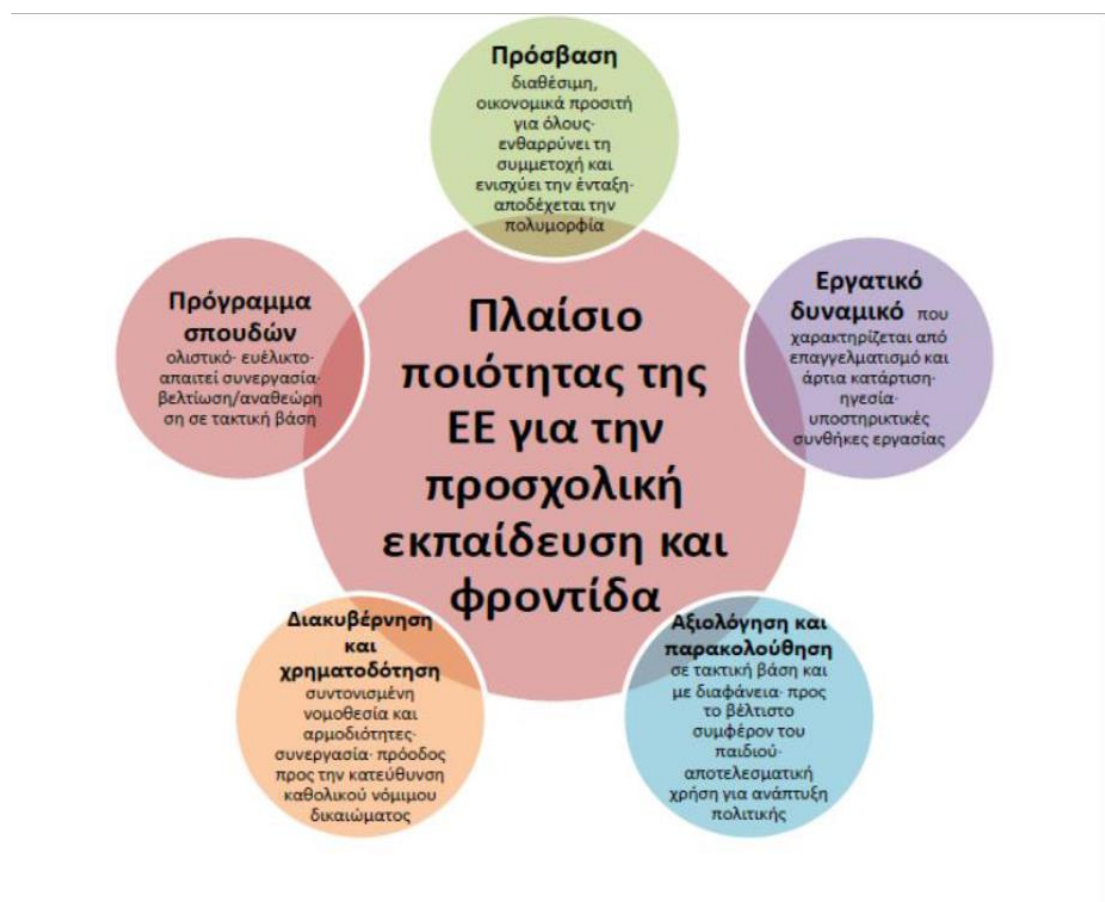 Πρόσβαση
διαθέσιμη,
οικονομικά προσιτή
για όλους·
ενθαρρύνει τη
συμμετοχή και
ενισχύει την ένταξη·
αποδέχεται την
πολυμορφία
Εργατικό
δυναμικό που
χαρακτηρίζεται από
επαγγελματισμό και
άρτια κατάρτιση·
ηγεσία·
υποστηρικτικές
συνθήκες εργασίας
Αξιολόγηση και
παρακολούθηση
σε τακτική βάση και
με διαφάνεια· προς
το βέλτιστο
συμφέρον του
παιδιού·
αποτελεσματική
χρήση για ανάπτυξη
πολιτικής
Διακυβέρνηση
και
χρηματοδότηση
συντονισμένη
νομοθεσία και
αρμοδιότητες·
συνεργασία· πρόοδος
προς την κατεύθυνση
καθολικού νόμιμου
δικαιώματος
Πρόγραμμα
σπουδών
ολιστικό· ευέλικτο·
απαιτεί συνεργασία·
βελτίωση/αναθεώρη
ση σε τακτική βάση
Πλαίσιο
ποιότητας της
ΕΕ για την
προσχολική
εκπαίδευση και
φροντίδα